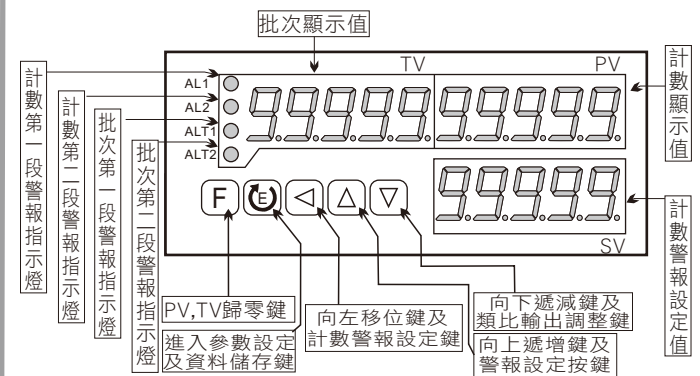 批次顯示值
TV
PV
AL1
AL2
ALT1
ALT2
99999
99999
99999
SV
F
E
計數第一段警報指示燈
計數第二段警報指示燈
批次第一段警報指示燈
批次第二段警報指示燈
計數顯示值
計數警報設定值
PV,TV歸零鍵
進入參數設定
及資料儲存鍵
向左移位鍵及
計數警報設定鍵
向下遞減鍵及
類比輸出調整鍵
向上遞增鍵及
警報設定按鍵